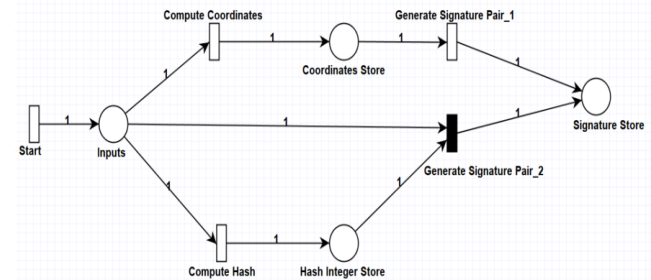 Compute Coordinates
Generate Signature Pair_1
1
1
Coordinates Store
1
1
1
1
1
Start
Inputs
Signature Store
Generate Signature Pair_2
1
1
1
Compute Hash
Hash Integer Store